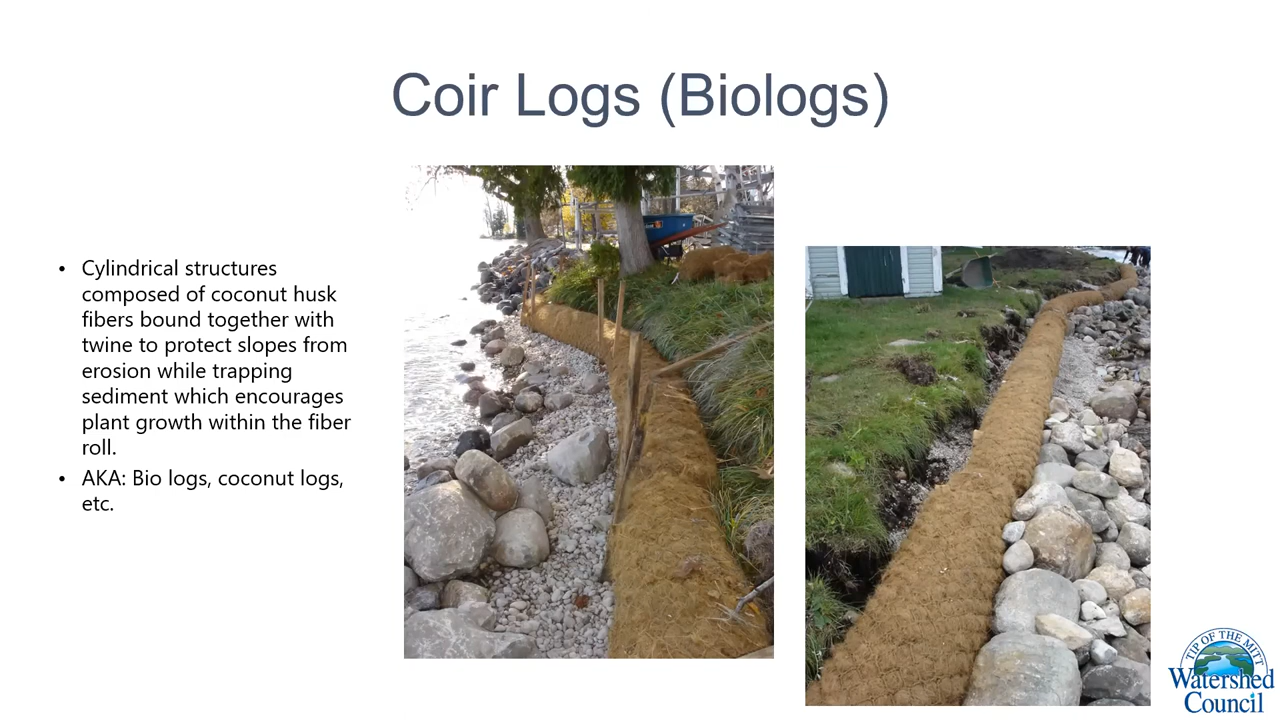 Coir Logs (Biologs)
• Cylindrical structures
composed of coconut husk
fibers bound together with
twine to protect slopes from
erosion while trapping
sediment which encourages
plant growth within the fiber
roll.
• AKA: Bio logs, coconut logs,
etc.
TIP OF THE MITT
Watershed
Council